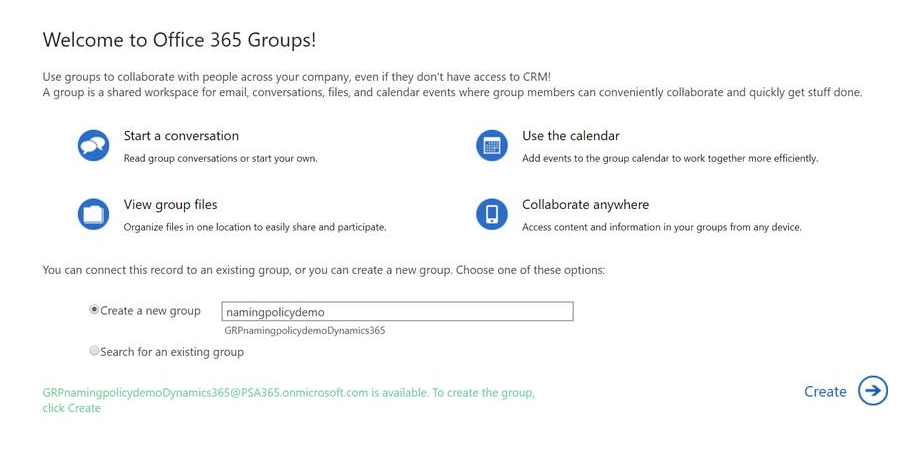 Welcome to Office 365 Groups!
Use groups to collaborate with people across your company, even if they don't have access to CRM!
A group is a shared workspace for email, conversations, files, and calendar events where group members can conveniently collaborate and quickly get stuff done.
Start a conversation
Read group conversations or start your own.
Use the calendar
Add events to the group calendar to work together more efficiently.
View group files
Organize files in one location to easily share and participate.
Collaborate anywhere
Access content and information in your groups from any device.
You can connect this record to an existing group, or you can create a new group. Choose one of these options:
Create a new group
namingpolicydemo
GRPnamingpolicydemoDynamics365
Search for an existing group
GRPnamingpolicydemoDynamics365@PSA365.onmicrosoft.com is available. To create the group,
click Create
Create